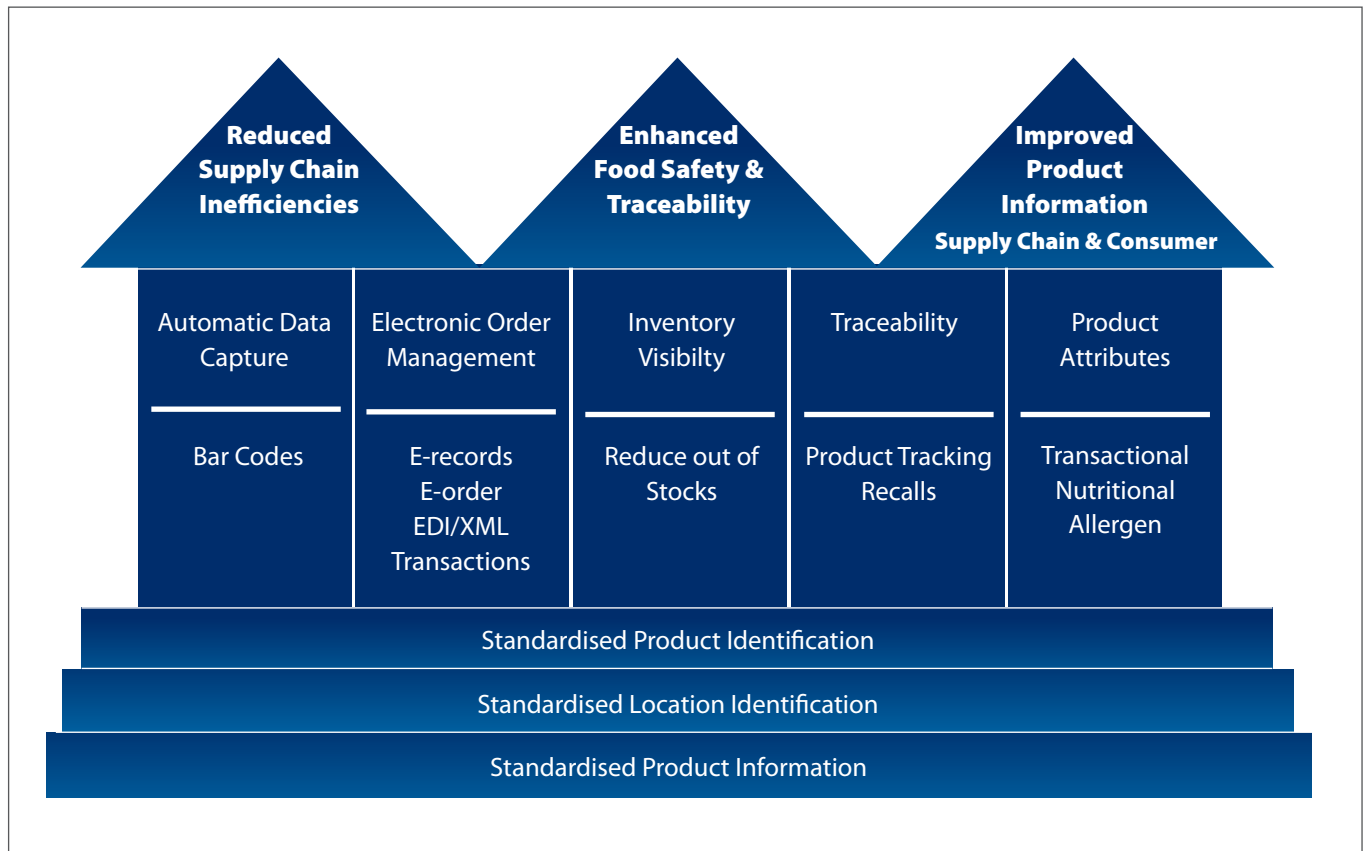 Reduced
Supply Chain
Inefficiencies
Enhanced
Food Safety &
Traceability
Improved
Product
Information
Supply Chain & Consumer
Automatic Data
Capture
Bar Codes
Electronic Order
Management
E-records
E-order
EDI/XML
Transactions
Inventory
Visibilty
Reduce out of
Stocks
Traceability
Product Tracking
Recalls
Product
Attributes
Transactional
Nutritional
Allergen
Standardised Product Identification
Standardised Location Identification
Standardised Product Information